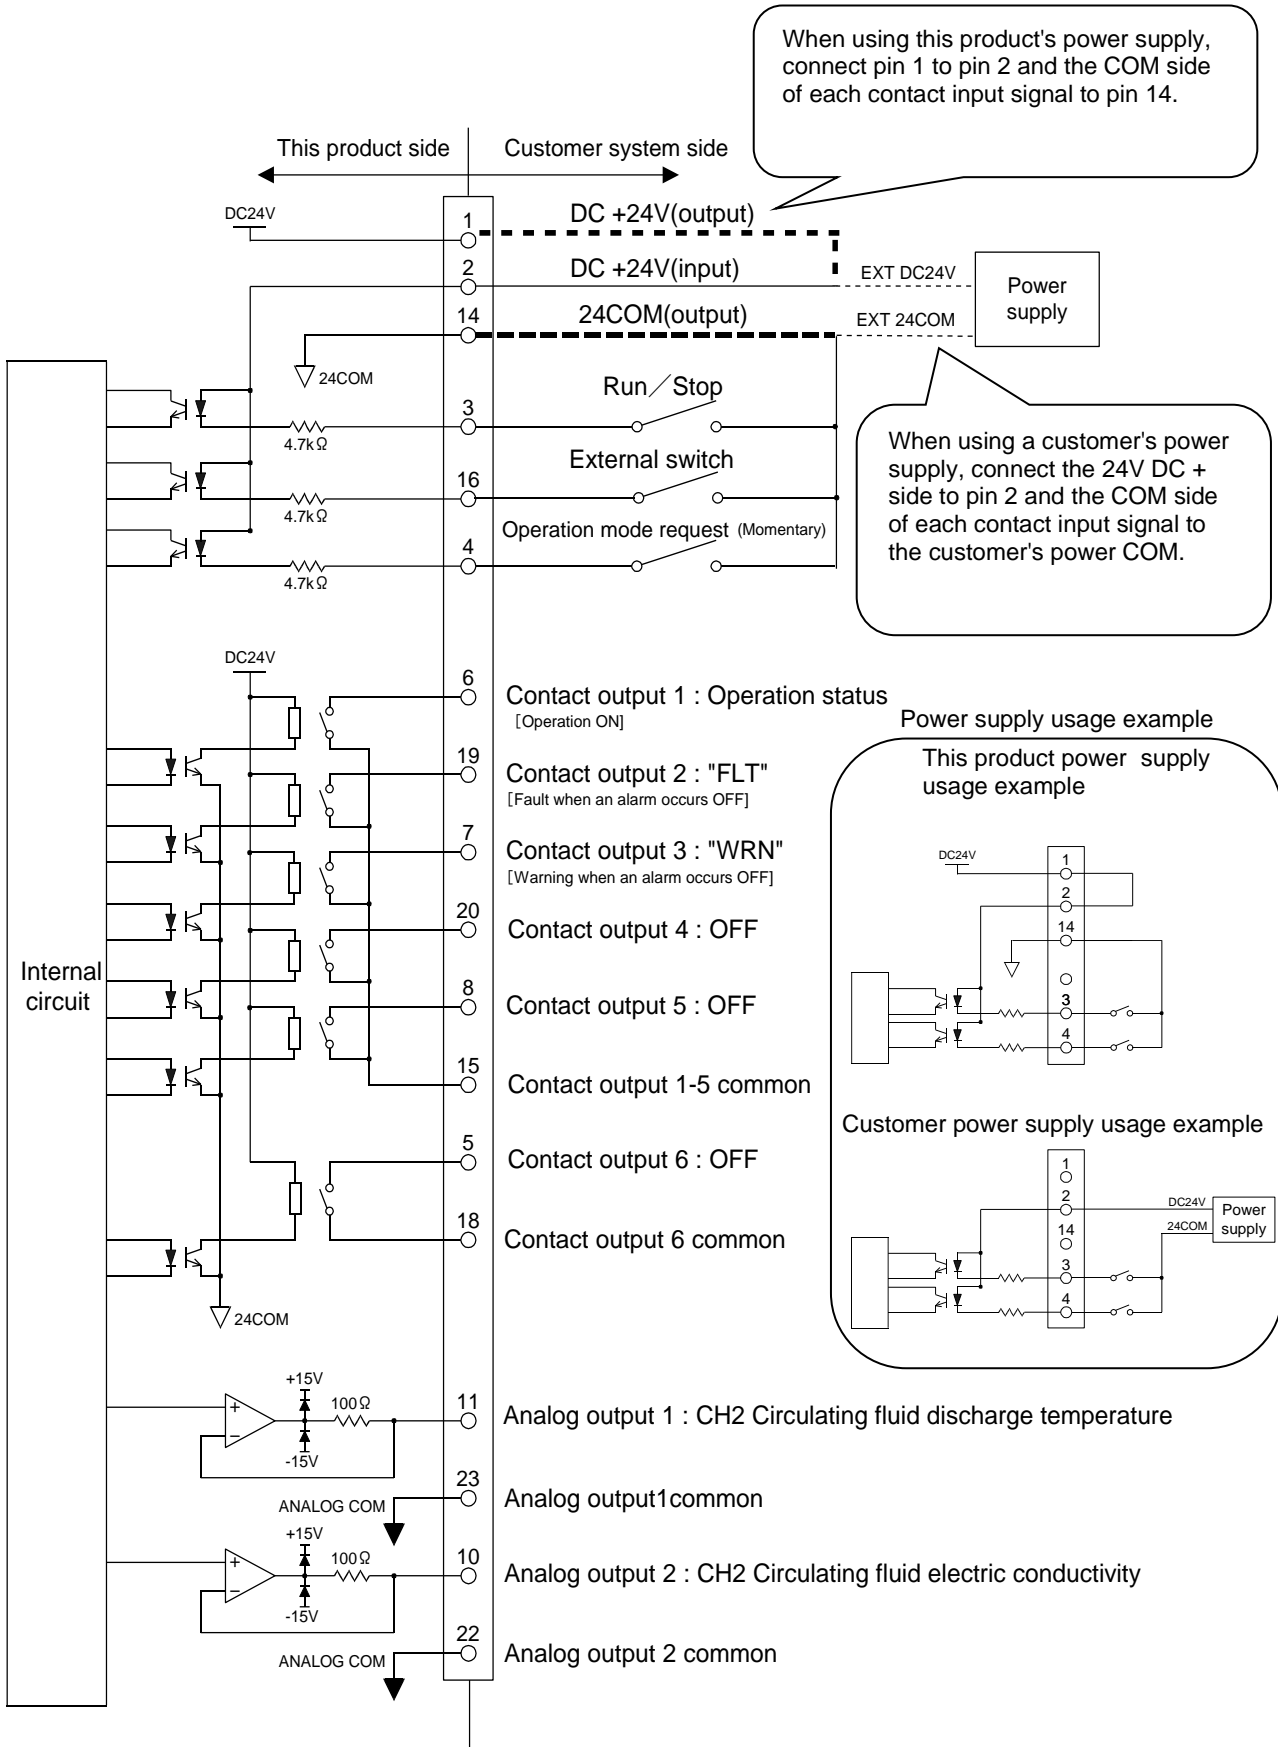 When using this product's power supply,
connect pin 1 to pin 2 and the COM side
of each contact input signal to pin 14.
This product side
Customer system side
DC24V
1
DC +24V(output)
2
DC +24V(input)
EXT DC24V
Power
supply
14
24COM(output)
EXT 24COM
24COM
Run／Stop
3
4.7kΩ
External switch
16
4.7kΩ
Operation mode request (Momentary)
4
4.7kΩ
When using a customer's power
supply, connect the 24V DC +
side to pin 2 and the COM side
of each contact input signal to
the customer's power COM.
Internal
circuit
DC24V
6
Contact output 1 : Operation status
[Operation ON]
19
Contact output 2 : "FLT"
[Fault when an alarm occurs OFF]
7
Contact output 3 : "WRN"
[Warning when an alarm occurs OFF]
20
Contact output 4 : OFF
8
Contact output 5 : OFF
15
Contact output 1-5 common
5
Contact output 6 : OFF
18
Contact output 6 common
24COM
Power supply usage example
This product power supply
usage example
DC24V
1
2
14
3
4
Customer power supply usage example
1
2
14
3
4
DC24V
24COM
Power
supply
+15V
100Ω
+
−
-15V
11
Analog output 1 : CH2 Circulating fluid discharge temperature
23
ANALOG COM
Analog output1common
+15V
100Ω
+
−
-15V
10
Analog output 2 : CH2 Circulating fluid electric conductivity
22
ANALOG COM
Analog output 2 common